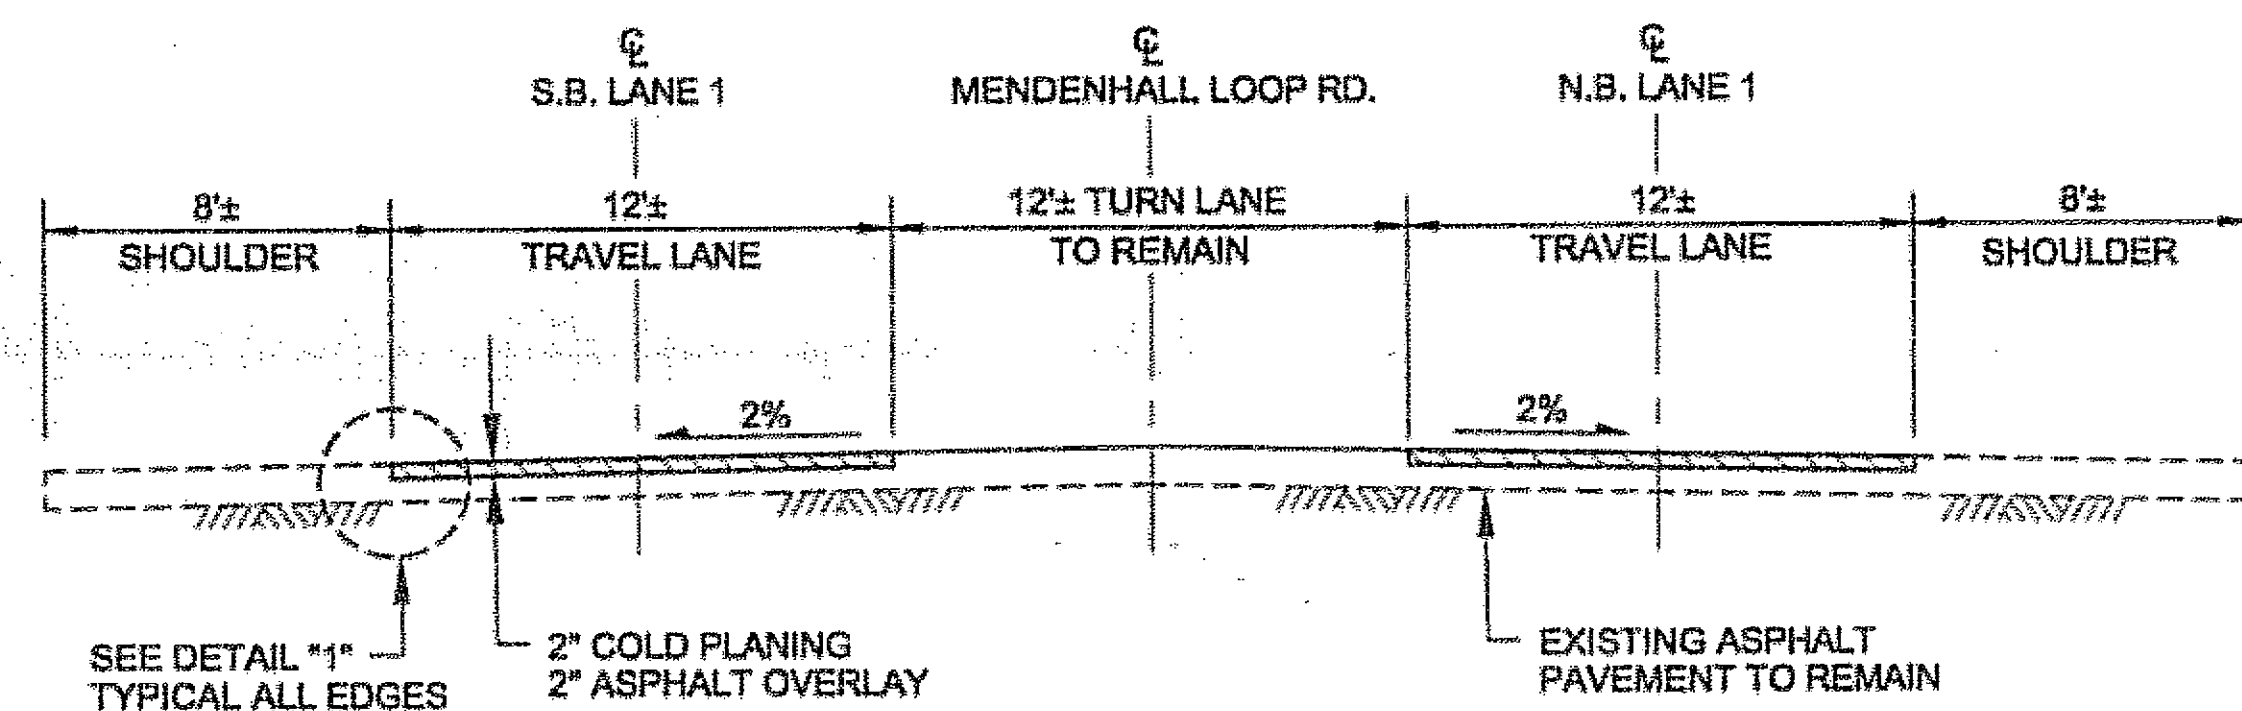 ℄
S.B. LANE 1
℄
MENDENHALL LOOP RD.
℄
N.B. LANE 1
8'±
SHOULDER
12'±
TRAVEL LANE
12'± TURN LANE
TO REMAIN
12'±
TRAVEL LANE
8'±
SHOULDER
2%
2%
SEE DETAIL "1"
TYPICAL ALL EDGES
2" COLD PLANING
2" ASPHALT OVERLAY
EXISTING ASPHALT
PAVEMENT TO REMAIN